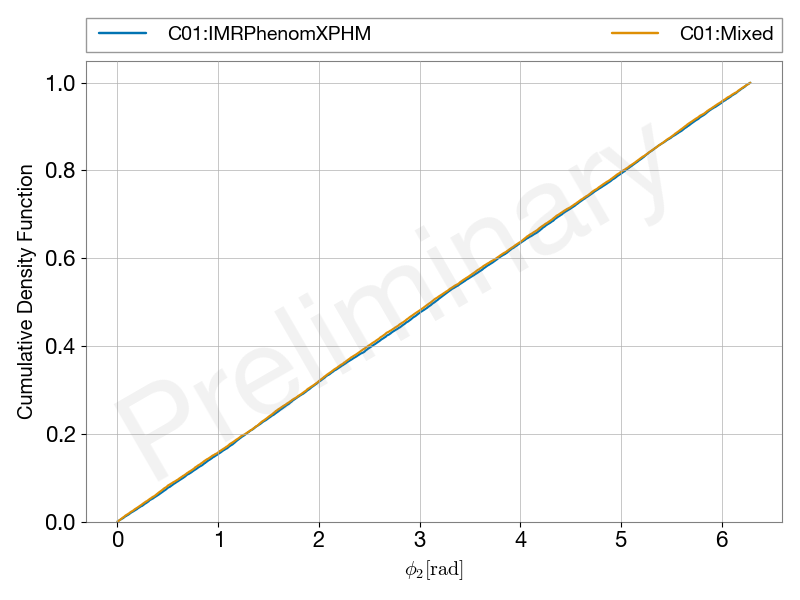 C01:IMRPhenomXPHM C01:Mixed
1.0
0.8
0.6
0.4
0.2
0.0
Cumulative Density Function
Preliminary
0 1 2 3 4 5 6
ϕ₂[rad]